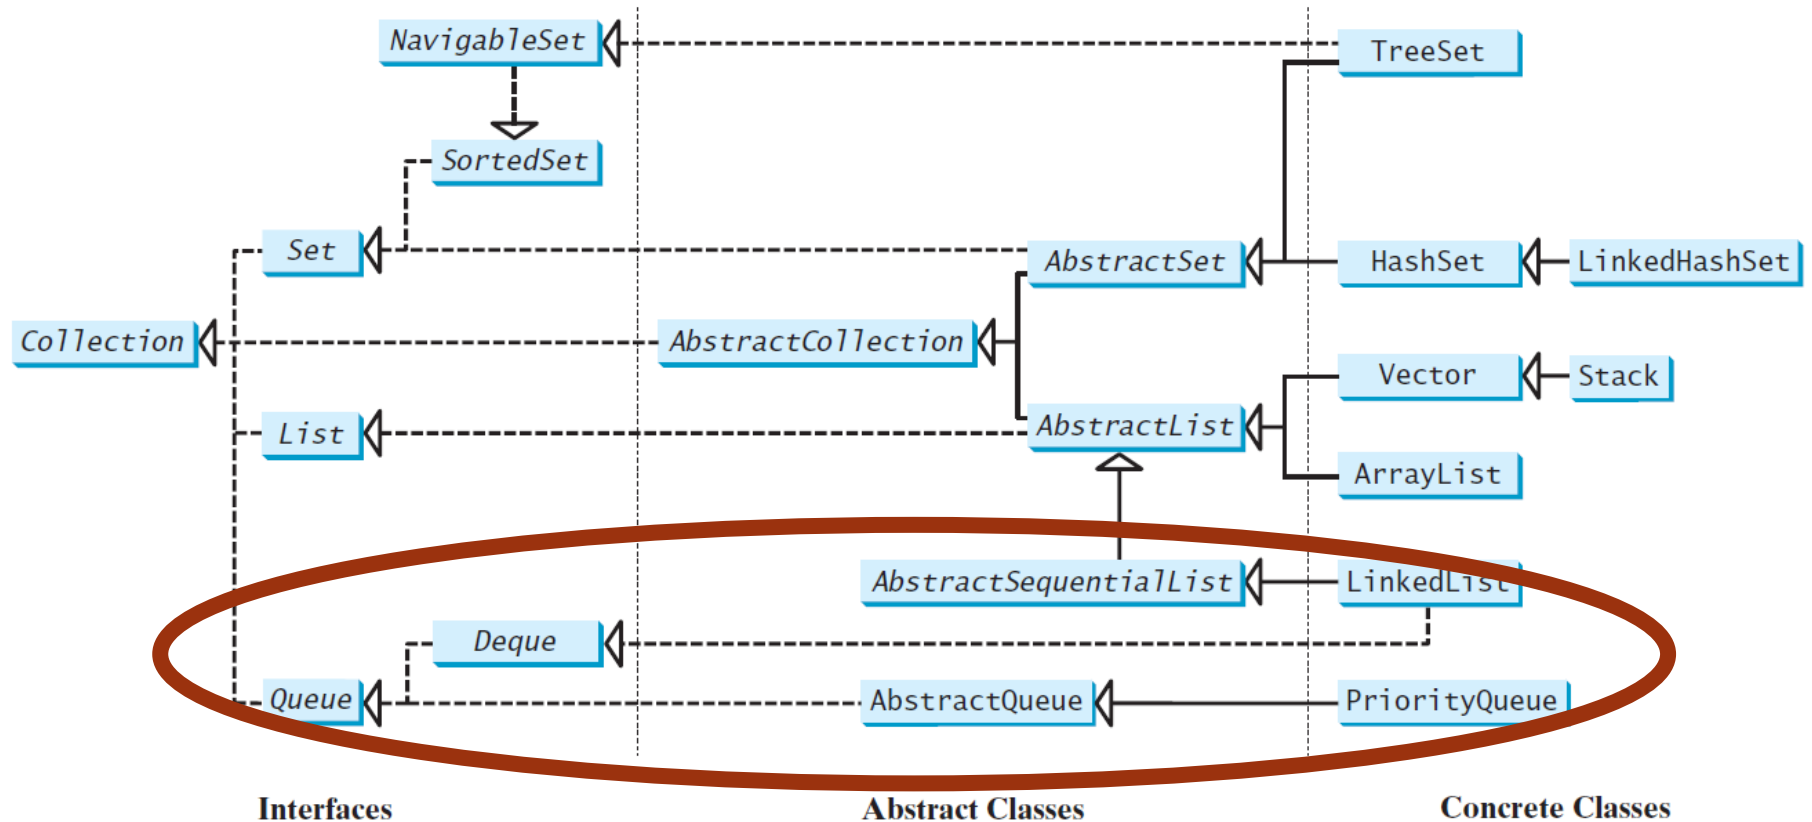 NavigableSet
TreeSet
SortedSet
Set
AbstractSet
HashSet
LinkedHashSet
Collection
AbstractCollection
Vector
Stack
List
AbstractList
ArrayList
AbstractSequentialList
LinkedList
Deque
Queue
AbstractQueue
PriorityQueue
Interfaces
Abstract Classes
Concrete Classes